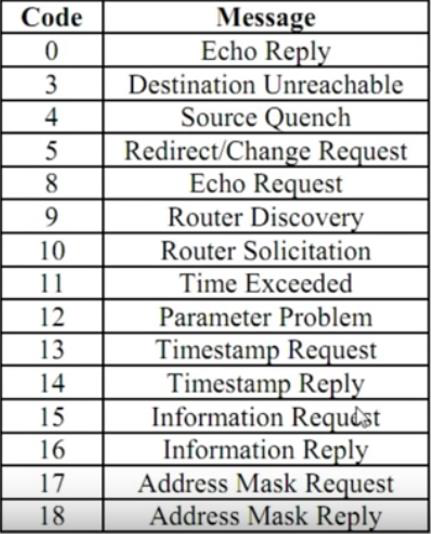 Code Message
0 Echo Reply
3 Destination Unreachable
4 Source Quench
5 Redirect/Change Request
8 Echo Request
9 Router Discovery
10 Router Solicitation
11 Time Exceeded
12 Parameter Problem
13 Timestamp Request
14 Timestamp Reply
15 Information Request
16 Information Reply
17 Address Mask Request
18 Address Mask Reply